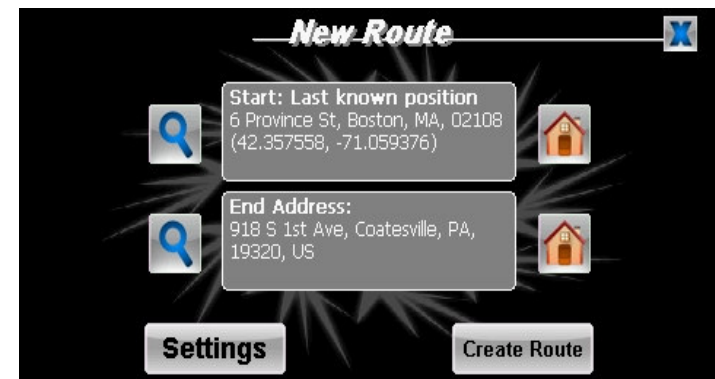 New Route
X
Start: Last known position
6 Province St, Boston, MA, 02108
(42.357558, -71.059376)
End Address:
918 S 1st Ave, Coatesville, PA,
19320, US
Settings
Create Route